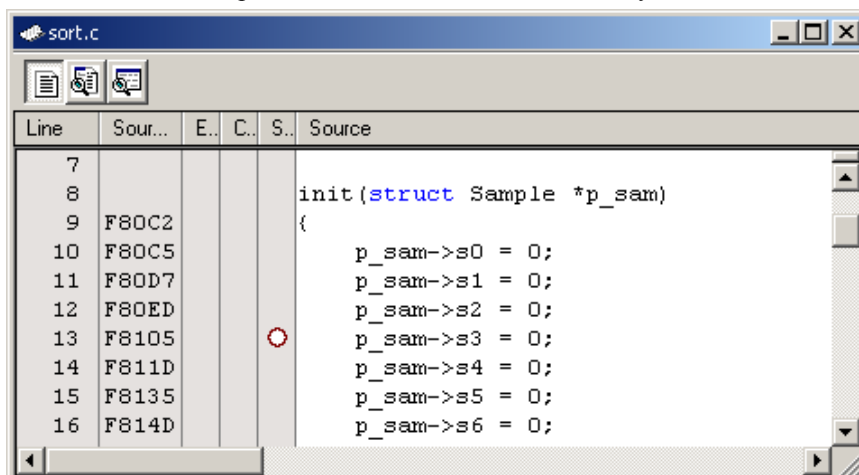 sort.c
Line Sour... E.. C.. S.. Source
7
8 init(struct Sample *p_sam)
9 F80C2 {
10 F80C5 p_sam->s0 = 0;
11 F80D7 p_sam->s1 = 0;
12 F80ED p_sam->s2 = 0;
13 F8105 p_sam->s3 = 0;
14 F811D p_sam->s4 = 0;
15 F8135 p_sam->s5 = 0;
16 F814D p_sam->s6 = 0;